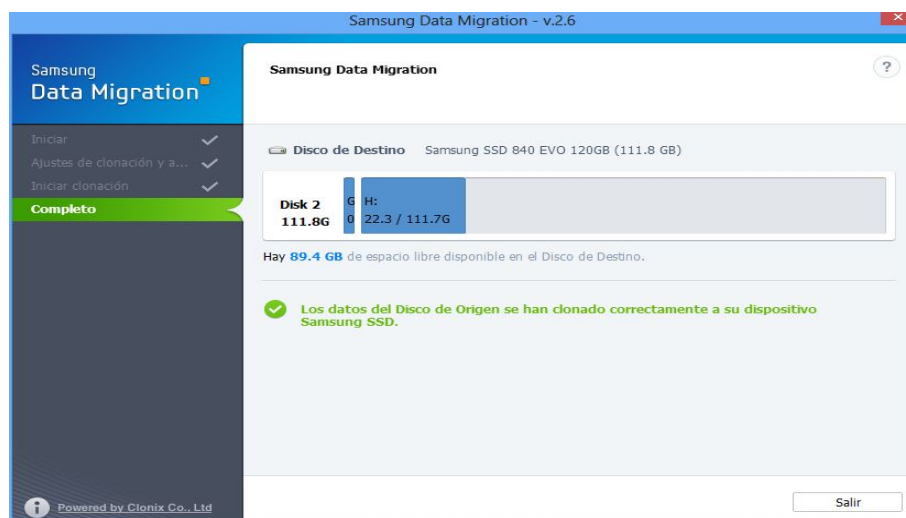 Samsung Data Migration - v.2.6
Samsung
Data Migration
Samsung Data Migration
?
Iniciar
Ajustes de clonación y a...
Iniciar clonación
Completo
Disco de Destino Samsung SSD 840 EVO 120GB (111.8 GB)
Disk 2
111.8G
G
0
H:
22.3 / 111.7G
Hay 89.4 GB de espacio libre disponible en el Disco de Destino.
Los datos del Disco de Origen se han clonado correctamente a su dispositivo
Samsung SSD.
Powered by Clonix Co., Ltd
Salir